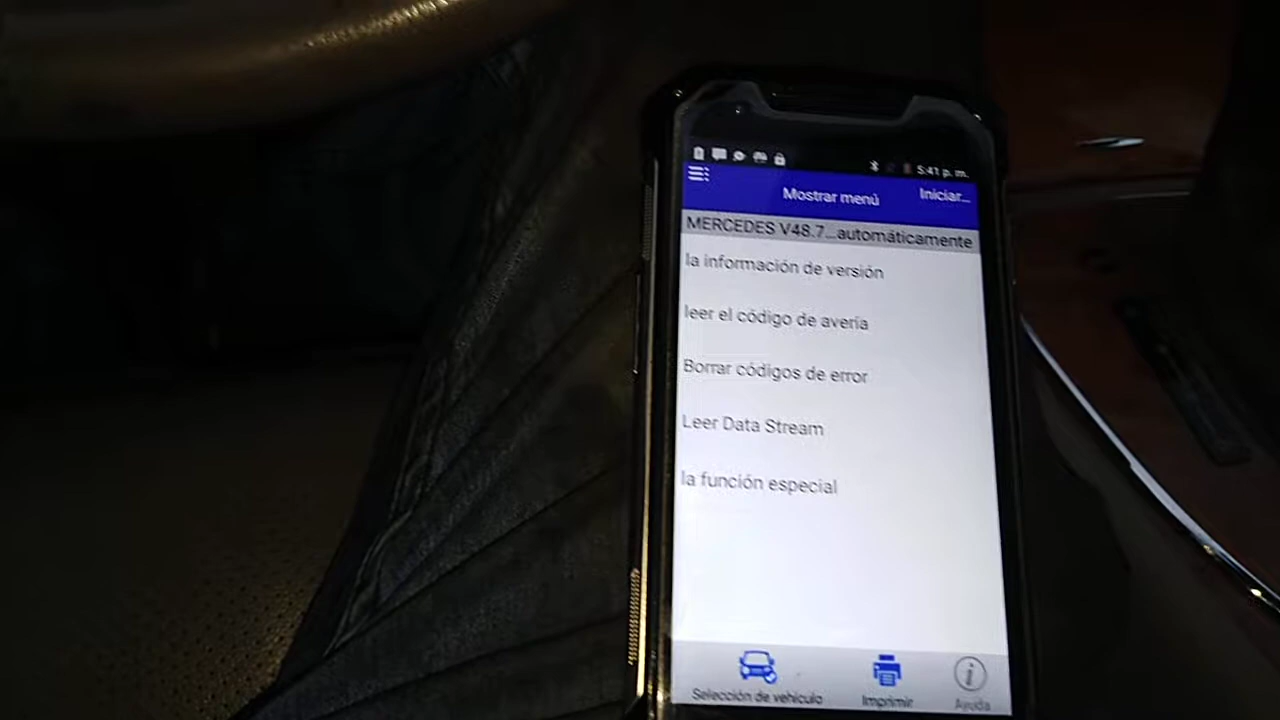 5:41 p. m.
Mostrar menú
Iniciar...
MERCEDES V48.7...automáticamente
la información de versión
leer el código de avería
Borrar códigos de error
Leer Data Stream
la función especial
Selección de vehículo
Imprimir
Ayuda